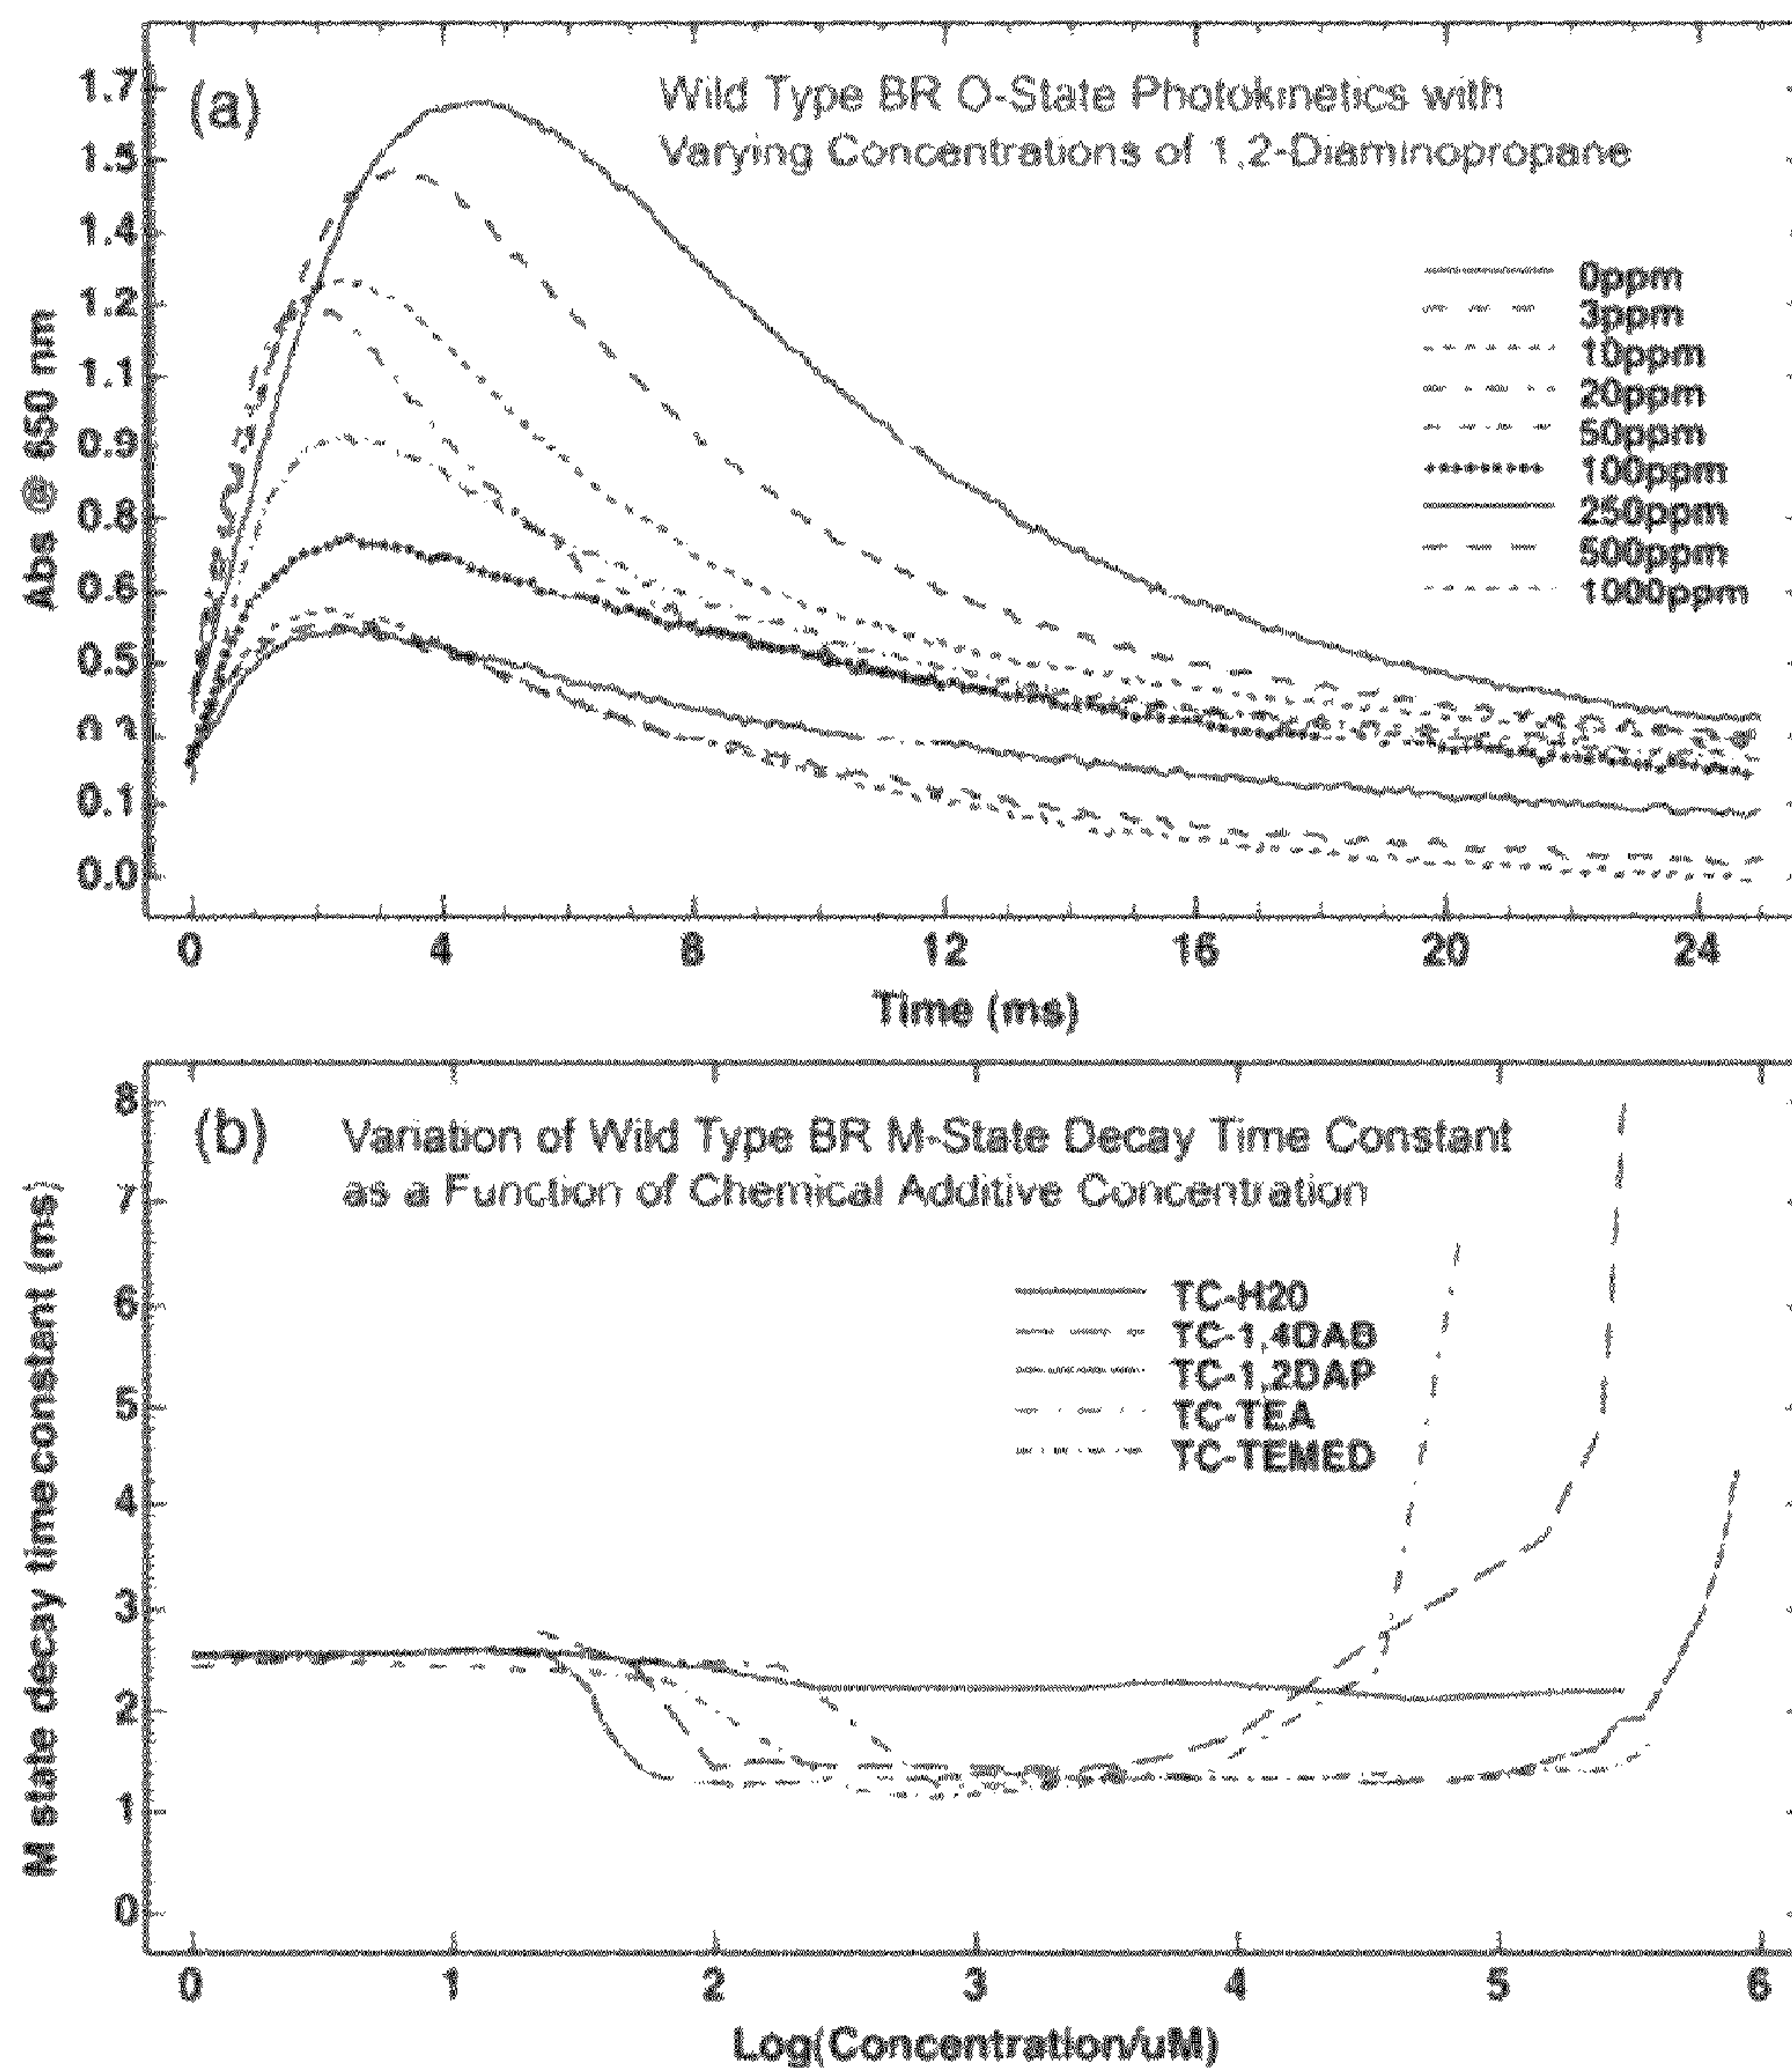 (a)
Wild Type BR O-State Photokinetics with
Varying Concentrations of 1,2-Diaminopropane
1.7
1.5
1.4
1.2
1.1
0.9
0.8
0.6
0.5
0.1
0.0
Abs @ 650 nm
0ppm
3ppm
10ppm
20ppm
50ppm
100ppm
250ppm
500ppm
1000ppm
0 4 8 12 16 20 24
Time (ms)
(b)
Variation of Wild Type BR M-State Decay Time Constant
as a Function of Chemical Additive Concentration
8
7
6
5
4
3
2
1
0
M state decay timeconstant (ms)
TC-H20
TC-1,4DAB
TC-1,2DAP
TC-TEA
TC-TEMED
0 1 2 3 4 5 6
Log(Concentration/uM)